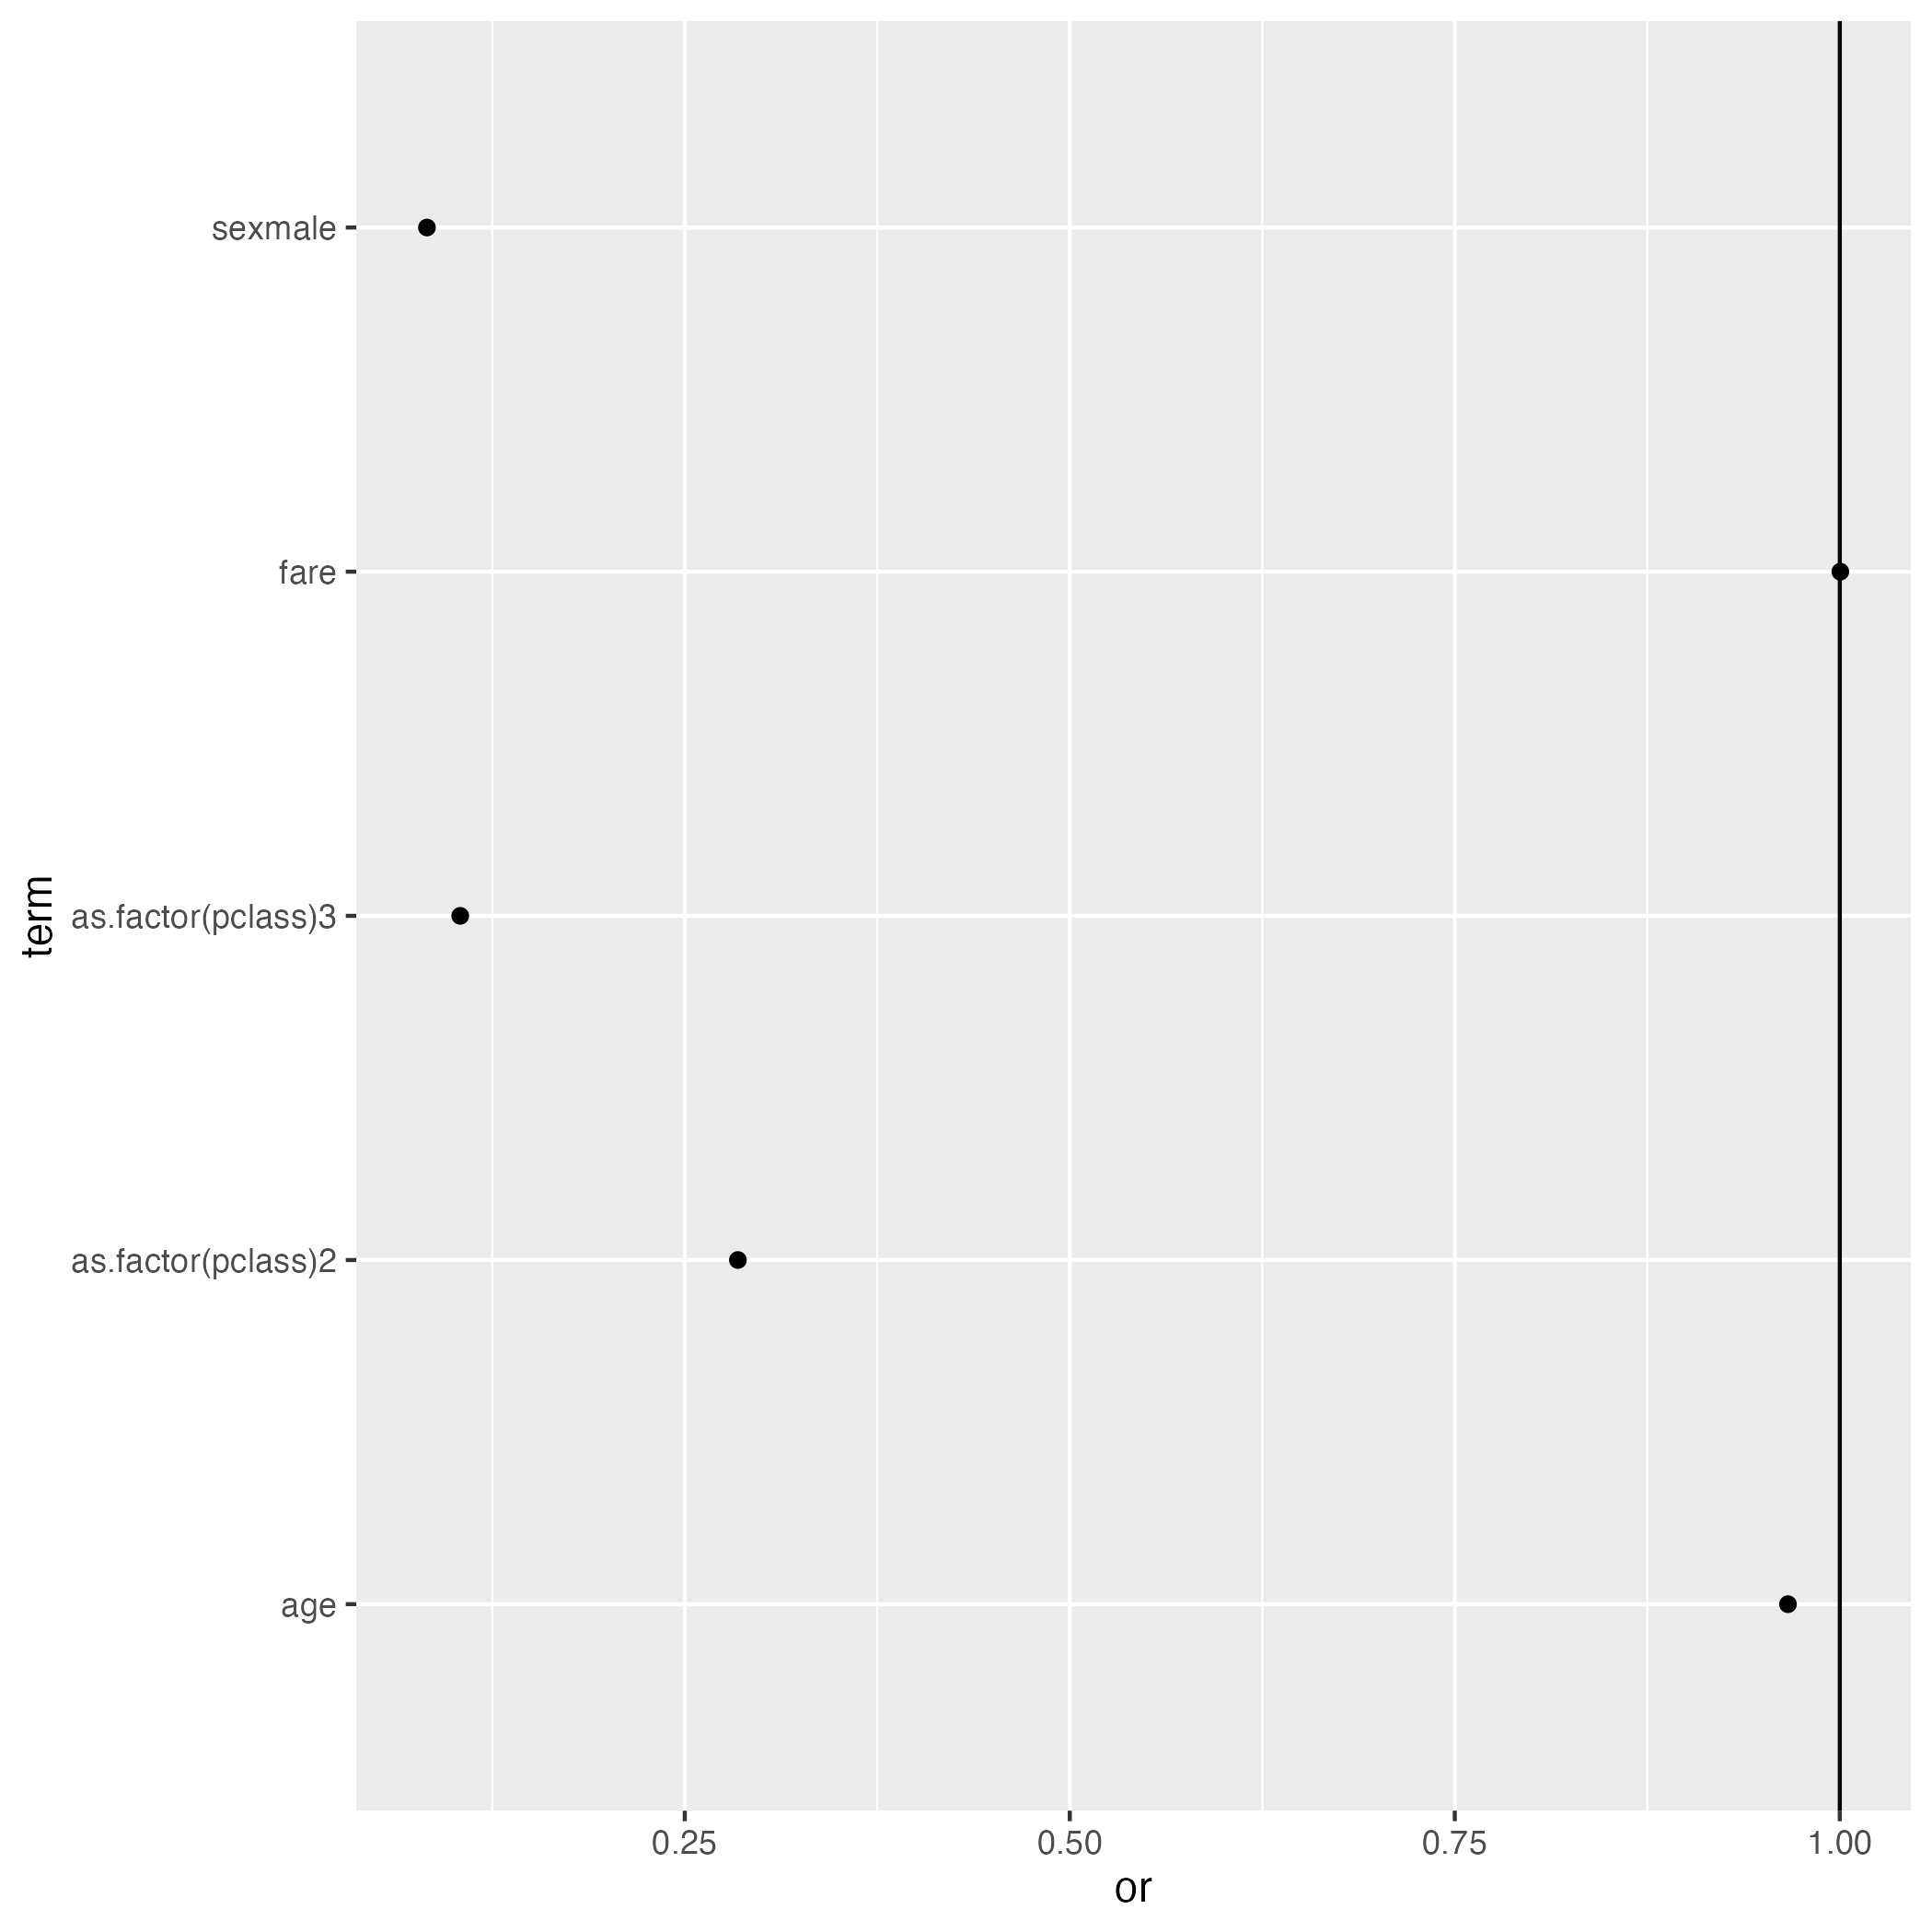 sexmale
fare
as.factor(pclass)3
term
as.factor(pclass)2
age
0.25 0.50 0.75 1.00
or